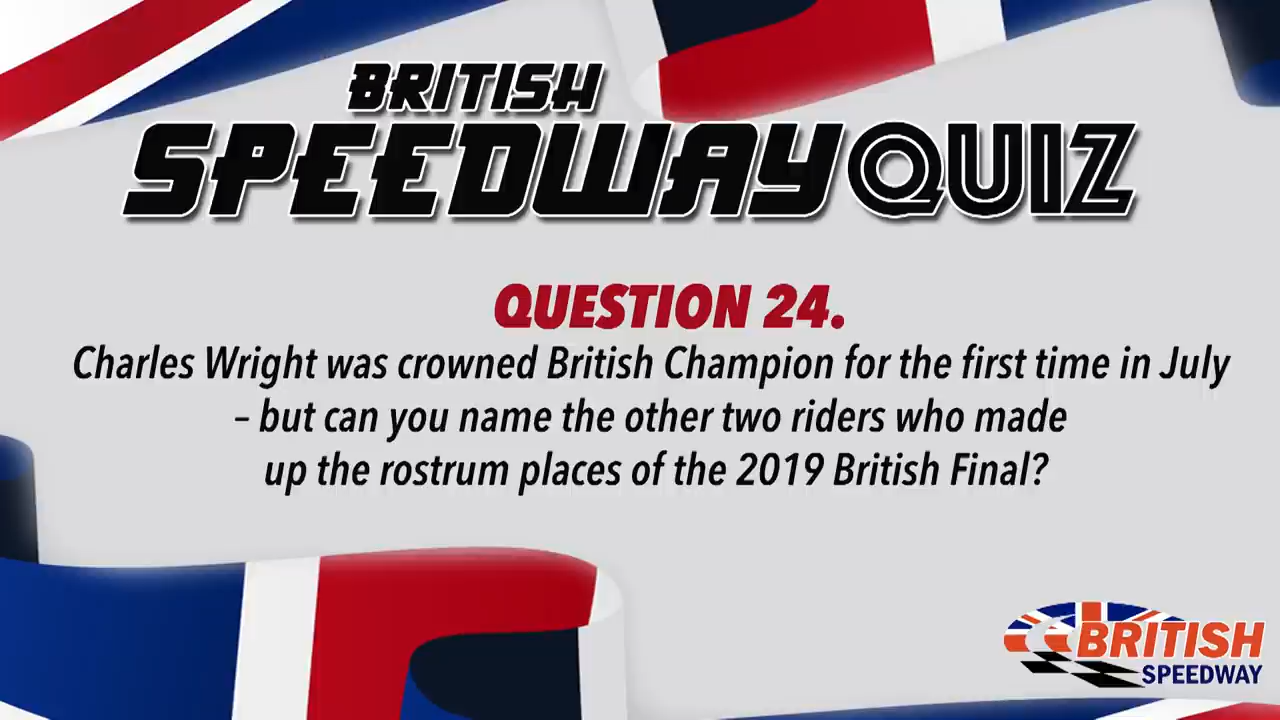 BRITISH
SPEEDWAY QUIZ
QUESTION 24.
Charles Wright was crowned British Champion for the first time in July
– but can you name the other two riders who made
up the rostrum places of the 2019 British Final?
BRITISH
SPEEDWAY